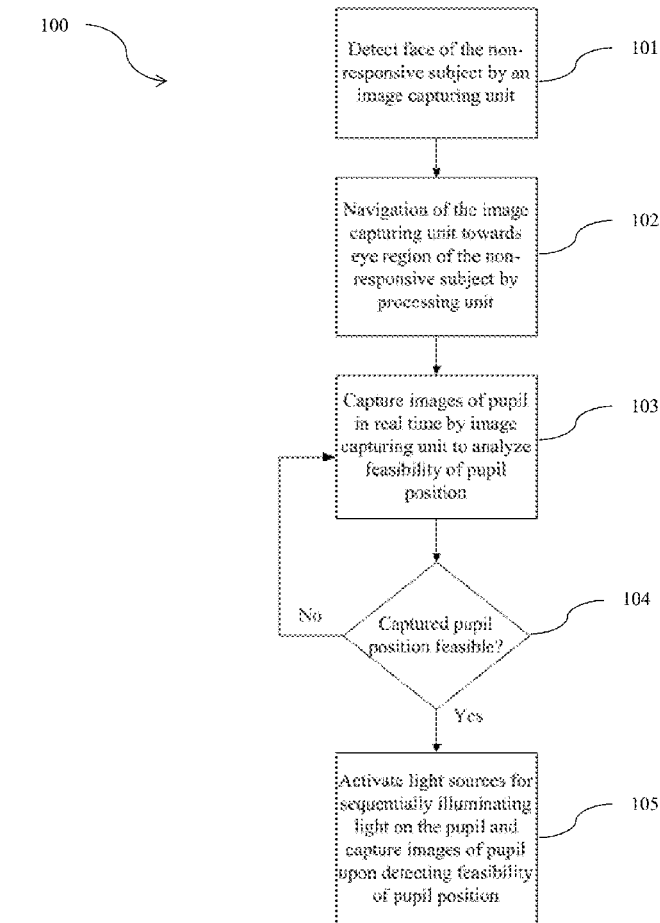 100
Detect face of the non-
responsive subject by an
image capturing unit
101
Navigation of the image
capturing unit towards
eye region of the non-
responsive subject by
processing unit
102
Capture images of pupil
in real time by image
capturing unit to analyze
feasibility of pupil
position
103
Captured pupil
position feasible?
104
No
Yes
Activate light sources for
sequentially illuminating
light on the pupil and
capture images of pupil
upon detecting feasibility
of pupil position
105